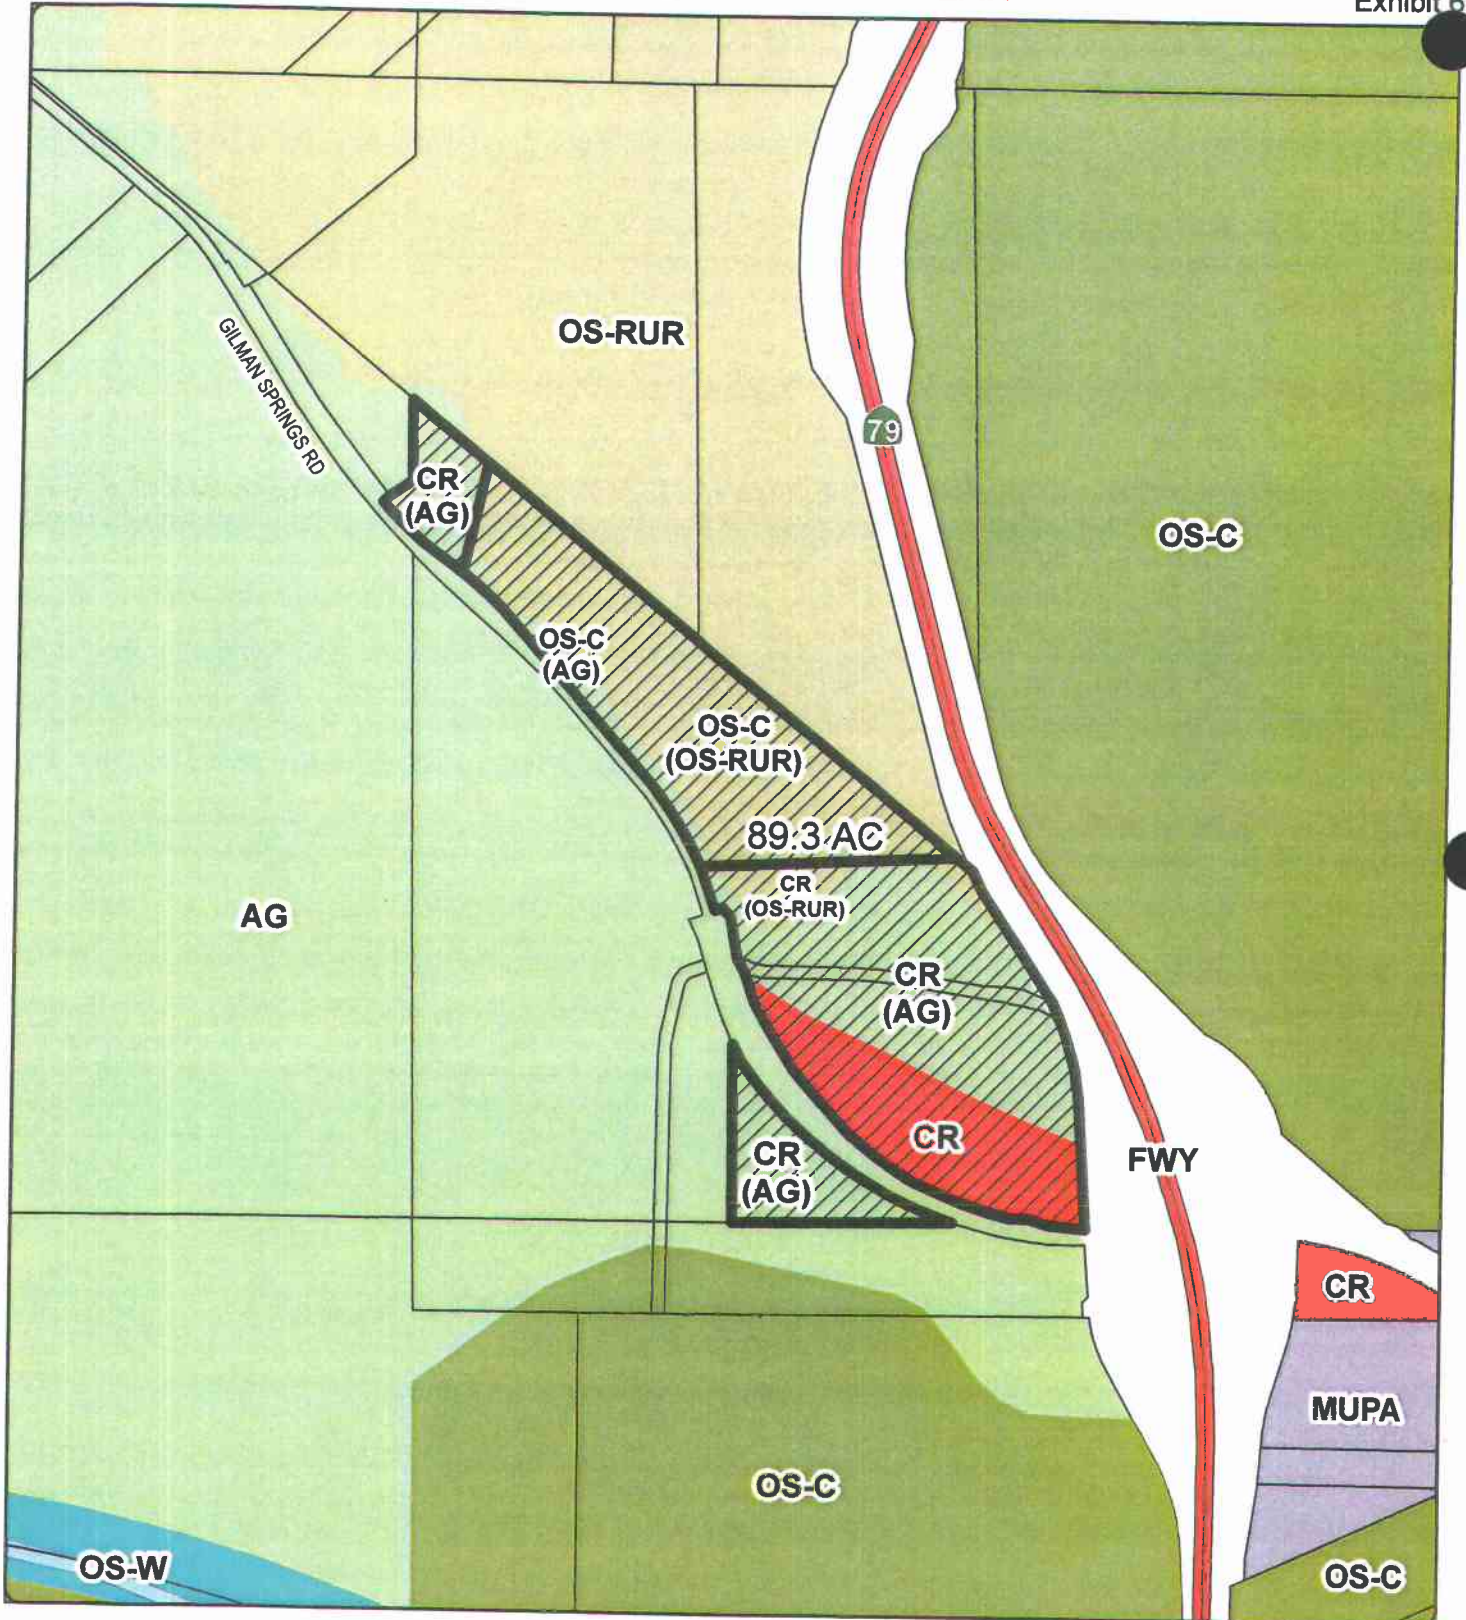 Exhibit 6
OS-RUR
GILMAN SPRINGS RD
79
CR
(AG)
OS-C
OS-C
(AG)
OS-C
(OS-RUR)
89.3 AC
CR
(OS-RUR)
AG
CR
(AG)
CR
CR
(AG)
FWY
CR
MUPA
OS-C
OS-W
OS-C